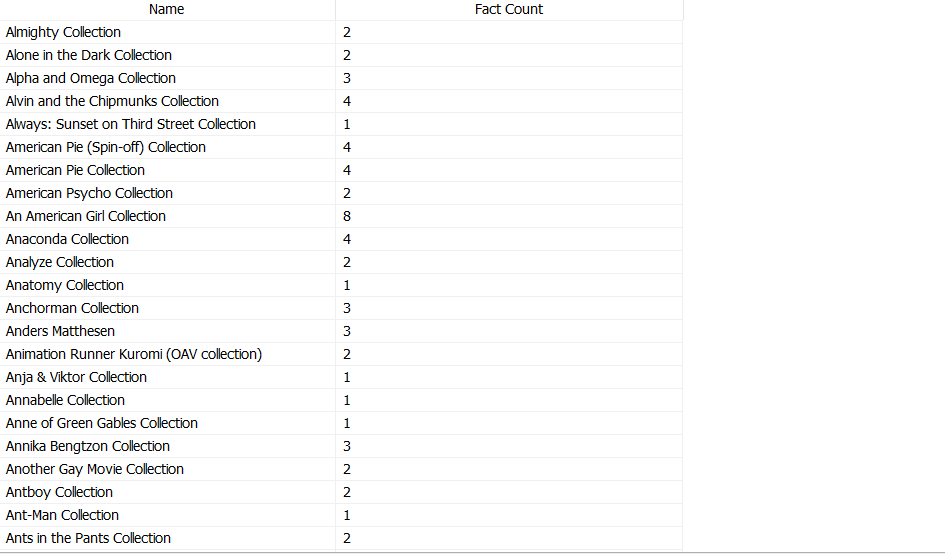 Name Fact Count
Almighty Collection 2
Alone in the Dark Collection 2
Alpha and Omega Collection 3
Alvin and the Chipmunks Collection 4
Always: Sunset on Third Street Collection 1
American Pie (Spin-off) Collection 4
American Pie Collection 4
American Psycho Collection 2
An American Girl Collection 8
Anaconda Collection 4
Analyze Collection 2
Anatomy Collection 1
Anchorman Collection 3
Anders Matthesen 3
Animation Runner Kuromi (OAV collection) 2
Anja & Viktor Collection 1
Annabelle Collection 1
Anne of Green Gables Collection 1
Annika Bengtzon Collection 3
Another Gay Movie Collection 2
Antboy Collection 2
Ant-Man Collection 1
Ants in the Pants Collection 2